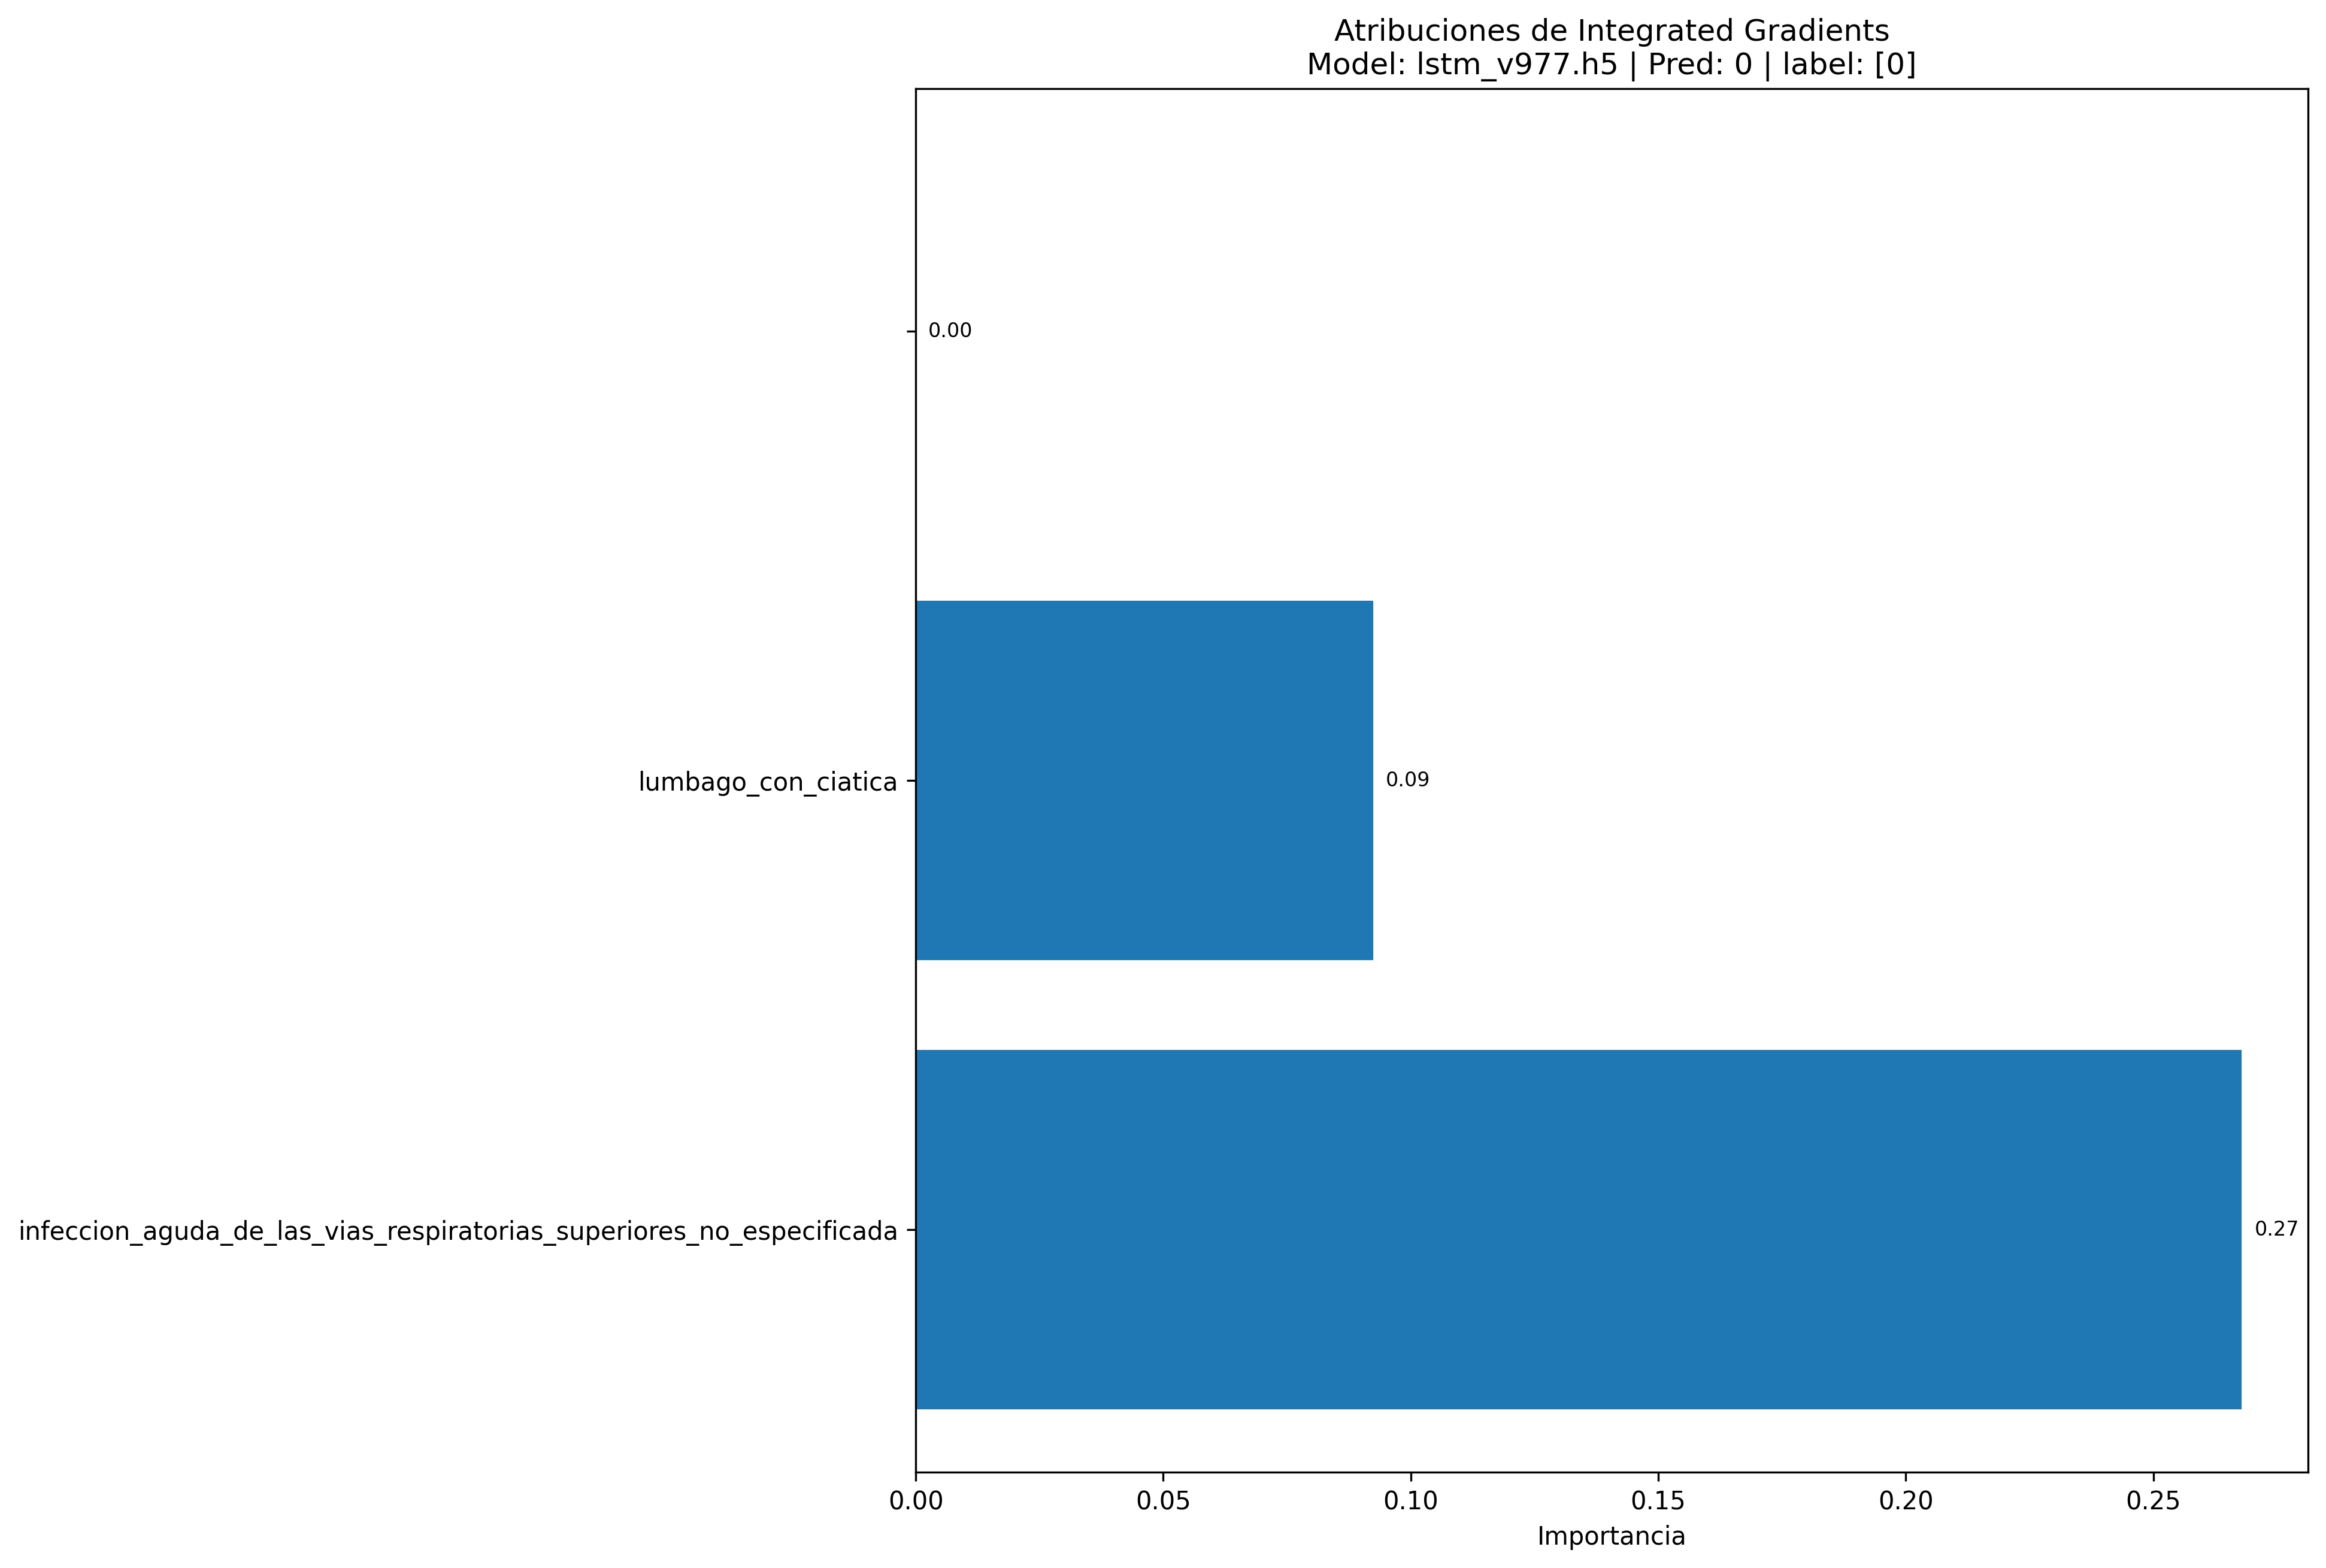 Atribuciones de Integrated Gradients
Model: lstm_v977.h5 | Pred: 0 | label: [0]
0.00
lumbago_con_ciatica
0.09
infeccion_aguda_de_las_vias_respiratorias_superiores_no_especificada
0.27
0.00 0.05 0.10 0.15 0.20 0.25
Importancia